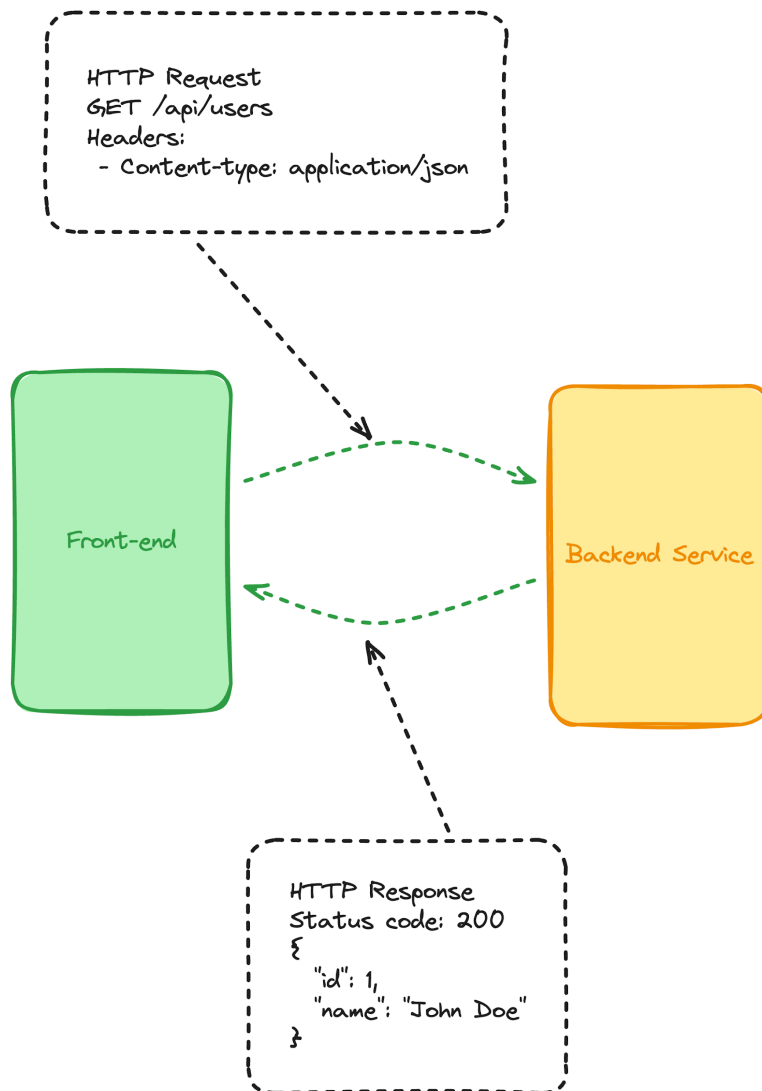 HTTP Request
GET /api/users
Headers:
- Content-type: application/json
Front-end
Backend Service
HTTP Response
Status code: 200
{
"id": 1,
"name": "John Doe"
}